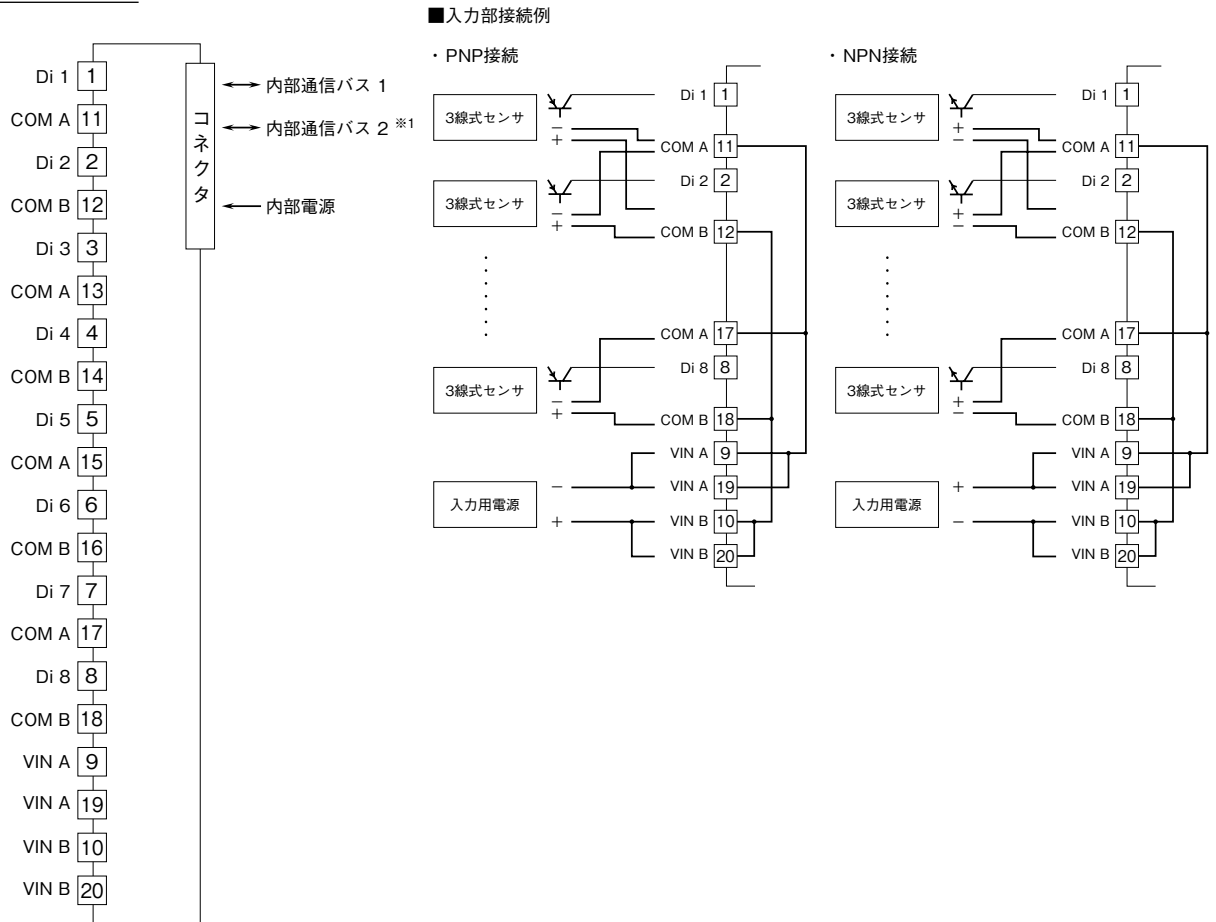 Di 1 1
COM A 11
Di 2 2
COM B 12
Di 3 3
COM A 13
Di 4 4
COM B 14
Di 5 5
COM A 15
Di 6 6
COM B 16
Di 7 7
COM A 17
Di 8 8
COM B 18
VIN A 9
VIN A 19
VIN B 10
VIN B 20
コネクタ
内部通信バス 1
内部通信バス 2 ※1
内部電源
■入力部接続例
・ PNP接続
3線式センサ
− +
Di 1 1
COM A 11
3線式センサ
− +
Di 2 2
COM B 12
3線式センサ
− +
COM A 17
Di 8 8
COM B 18
入力用電源
− +
VIN A 9
VIN A 19
VIN B 10
VIN B 20
・ NPN接続
3線式センサ
+ −
Di 1 1
COM A 11
3線式センサ
+ −
Di 2 2
COM B 12
3線式センサ
+ −
COM A 17
Di 8 8
COM B 18
入力用電源
+ −
VIN A 9
VIN A 19
VIN B 10
VIN B 20